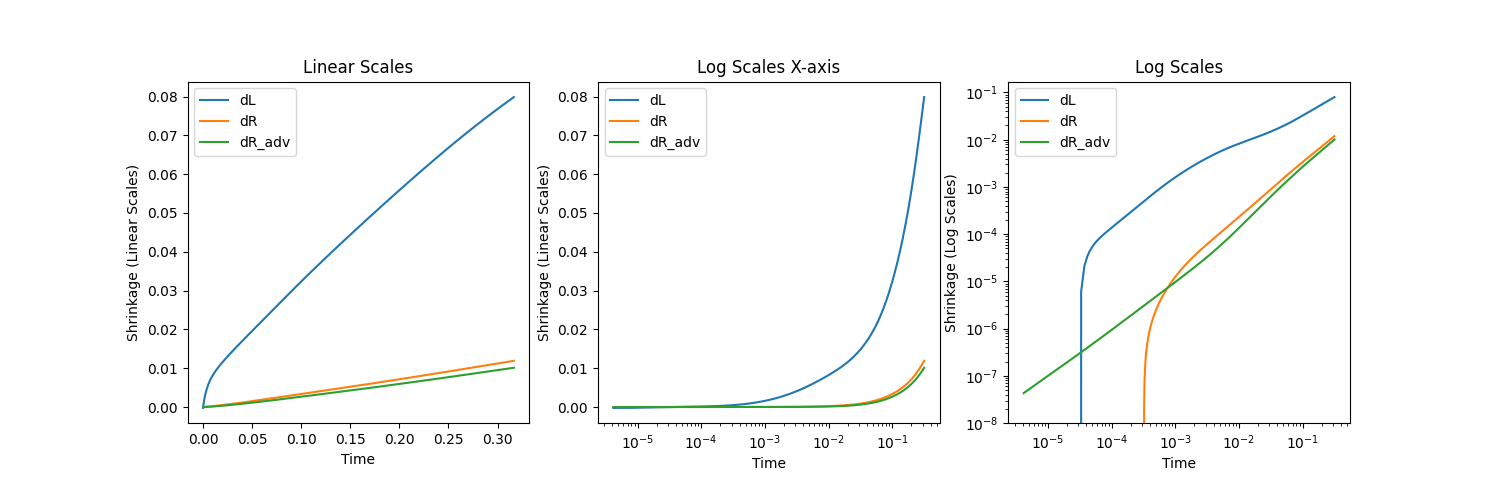 Linear Scales
Shrinkage (Linear Scales)
0.08
0.07
0.06
0.05
0.04
0.03
0.02
0.01
0.00
dL
dR
dR_adv
0.00 0.05 0.10 0.15 0.20 0.25 0.30
Time
Log Scales X-axis
Shrinkage (Linear Scales)
0.08
0.07
0.06
0.05
0.04
0.03
0.02
0.01
0.00
dL
dR
dR_adv
10⁻⁵ 10⁻⁴ 10⁻³ 10⁻² 10⁻¹
Time
Log Scales
Shrinkage (Log Scales)
10⁻¹
10⁻²
10⁻³
10⁻⁴
10⁻⁵
10⁻⁶
10⁻⁷
10⁻⁸
dL
dR
dR_adv
10⁻⁵ 10⁻⁴ 10⁻³ 10⁻² 10⁻¹
Time